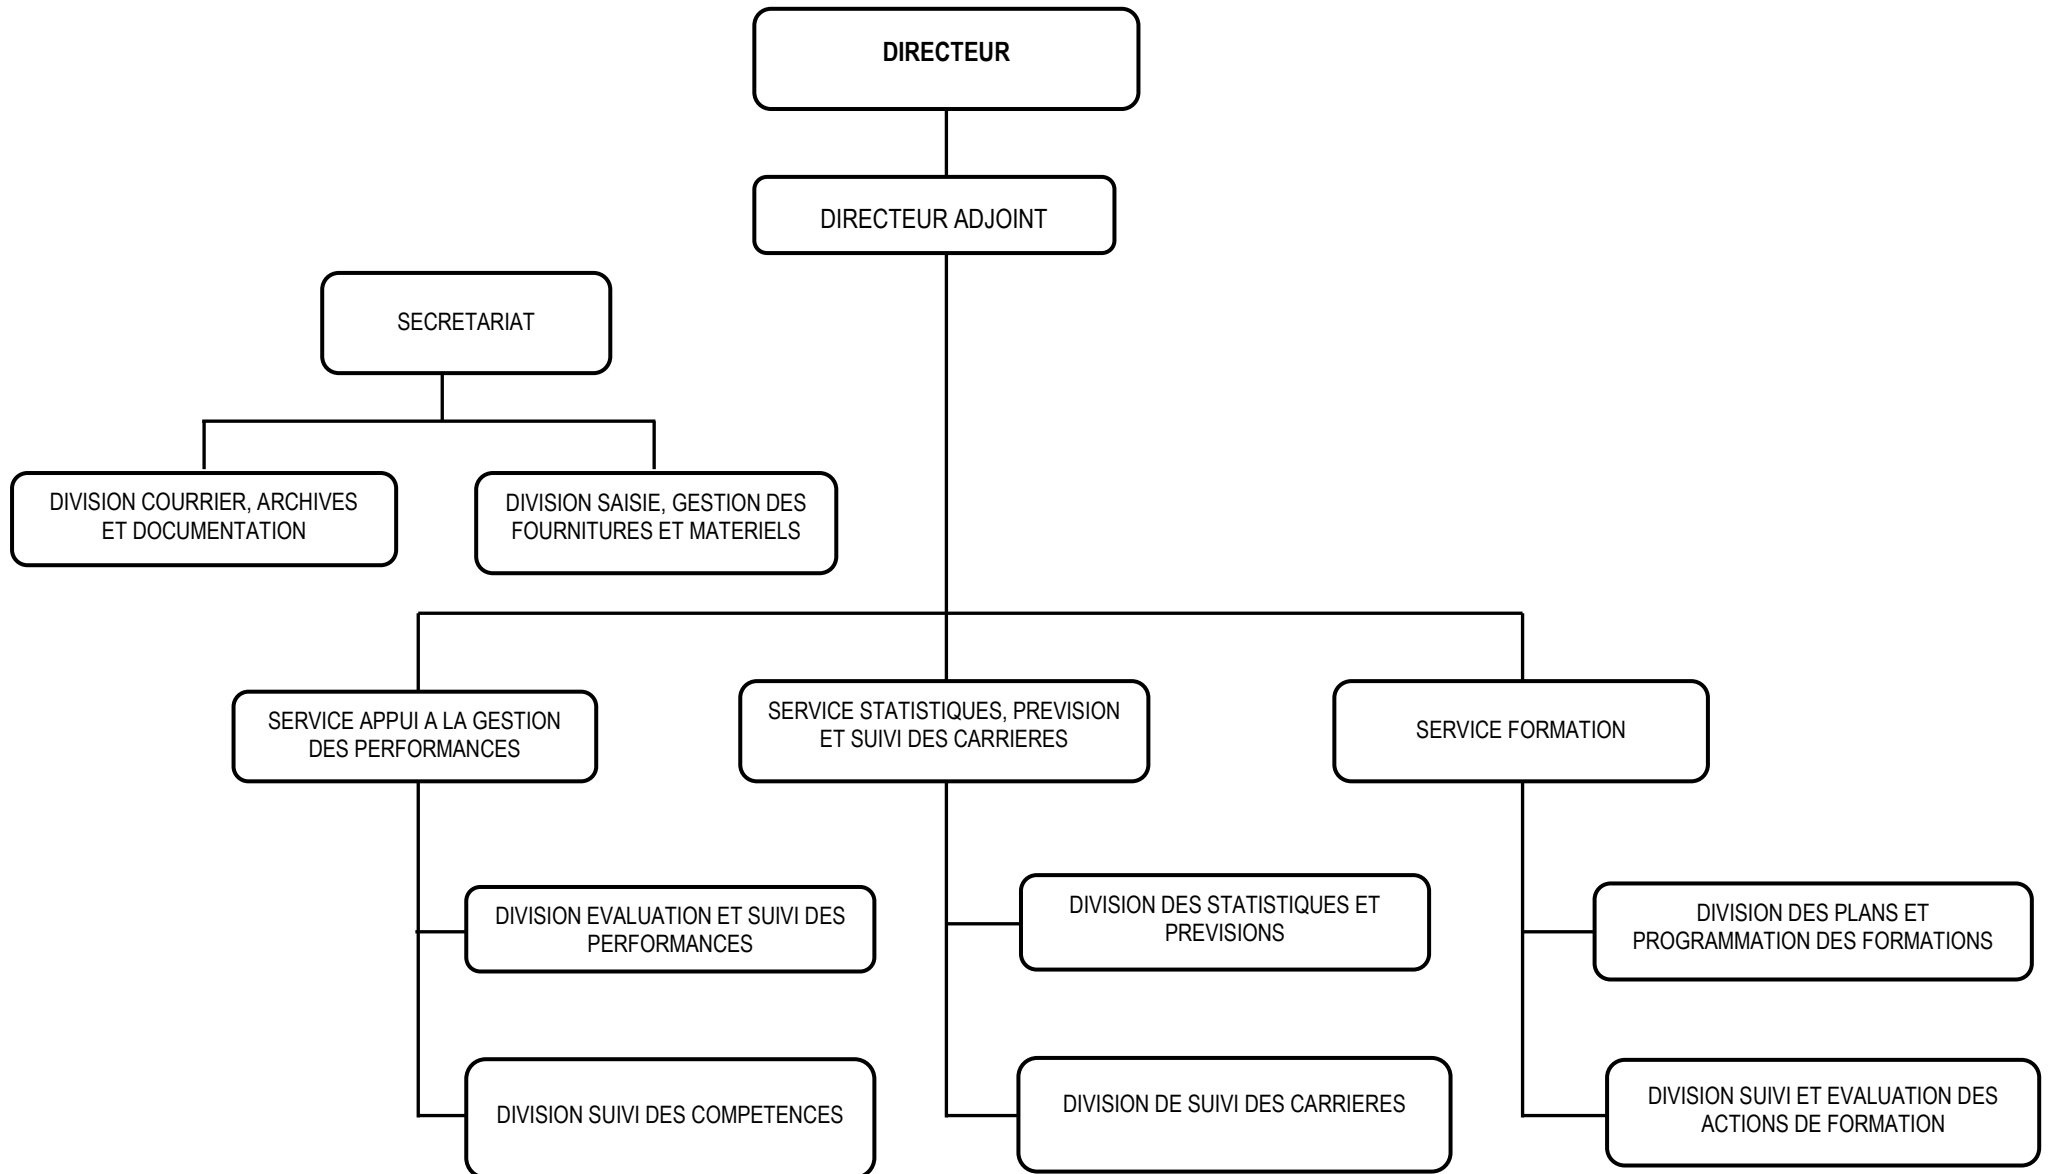 DIRECTEUR
DIRECTEUR ADJOINT
SECRETARIAT
DIVISION COURRIER, ARCHIVES
ET DOCUMENTATION
DIVISION SAISIE, GESTION DES
FOURNITURES ET MATERIELS
SERVICE APPUI A LA GESTION
DES PERFORMANCES
SERVICE STATISTIQUES, PREVISION
ET SUIVI DES CARRIERES
SERVICE FORMATION
DIVISION EVALUATION ET SUIVI DES
PERFORMANCES
DIVISION DES STATISTIQUES ET
PREVISIONS
DIVISION DES PLANS ET
PROGRAMMATION DES FORMATIONS
DIVISION SUIVI DES COMPETENCES
DIVISION DE SUIVI DES CARRIERES
DIVISION SUIVI ET EVALUATION DES
ACTIONS DE FORMATION